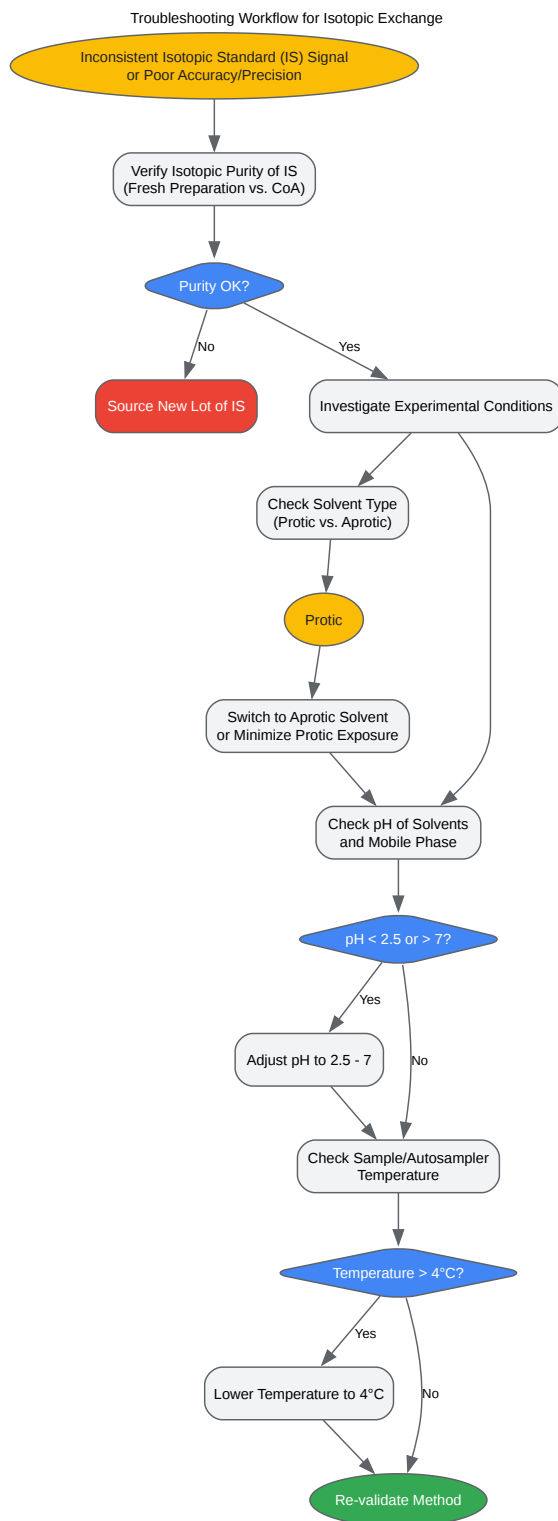 Troubleshooting Workflow for Isotopic Exchange
Inconsistent Isotopic Standard (IS) Signal
or Poor Accuracy/Precision
Verify Isotopic Purity of IS
(Fresh Preparation vs. CoA)
Purity OK?
No
Yes
Source New Lot of IS
Investigate Experimental Conditions
Check Solvent Type
(Protic vs. Aprotic)
Protic
Switch to Aprotic Solvent
or Minimize Protic Exposure
Check pH of Solvents
and Mobile Phase
pH < 2.5 or > 7?
Yes
Adjust pH to 2.5 - 7
No
Check Sample/Autosampler
Temperature
Temperature > 4°C?
Yes
Lower Temperature to 4°C
No
Re-validate Method